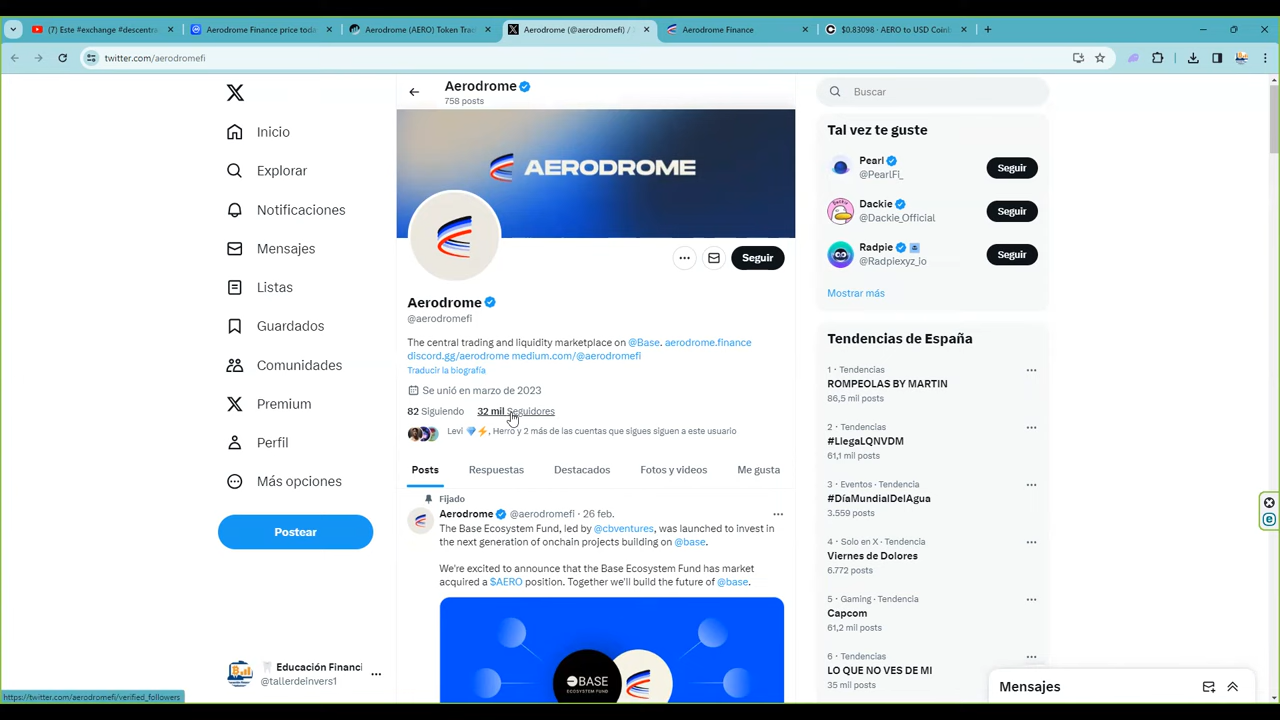 (7) Este #exchange #descentra
Aerodrome Finance price toda
Aerodrome (AERO) Token Trac
Aerodrome (@aerodromefi) /
Aerodrome Finance
$0.83098 · AERO to USD Coin
twitter.com/aerodromefi
Inicio
Explorar
Notificaciones
Mensajes
Listas
Guardados
Comunidades
Premium
Perfil
Más opciones
Postear
Educación Financi
@tallerdeinvers1
https://twitter.com/aerodromefi/verified_followers
Aerodrome
758 posts
AERODROME
Seguir
Aerodrome
@aerodromefi
The central trading and liquidity marketplace on @Base. aerodrome.finance
discord.gg/aerodrome medium.com/@aerodromefi
Traducir la biografía
Se unió en marzo de 2023
82 Siguiendo 32 mil Seguidores
Levi 💎⚡, Herro y 2 más de las cuentas que sigues siguen a este usuario
Posts Respuestas Destacados Fotos y videos Me gusta
Fijado
Aerodrome @aerodromefi · 26 feb.
The Base Ecosystem Fund, led by @cbventures, was launched to invest in
the next generation of onchain projects building on @base.
We're excited to announce that the Base Ecosystem Fund has market
acquired a $AERO position. Together we'll build the future of @base.
BASE
ECOSYSTEM FUND
Buscar
Tal vez te guste
Pearl
@PearlFi_
Seguir
Dackie
@Dackie_Official
Seguir
Radpie
@Radpiexyz_io
Seguir
Mostrar más
Tendencias de España
1 · Tendencias
ROMPEOLAS BY MARTIN
86,5 mil posts
2 · Tendencias
#LlegaLQNVDM
61,1 mil posts
3 · Eventos · Tendencia
#DíaMundialDelAgua
3.559 posts
4 · Solo en X · Tendencia
Viernes de Dolores
6.772 posts
5 · Gaming · Tendencia
Capcom
61,2 mil posts
6 · Tendencias
LO QUE NO VES DE MI
35 mil posts
Mensajes